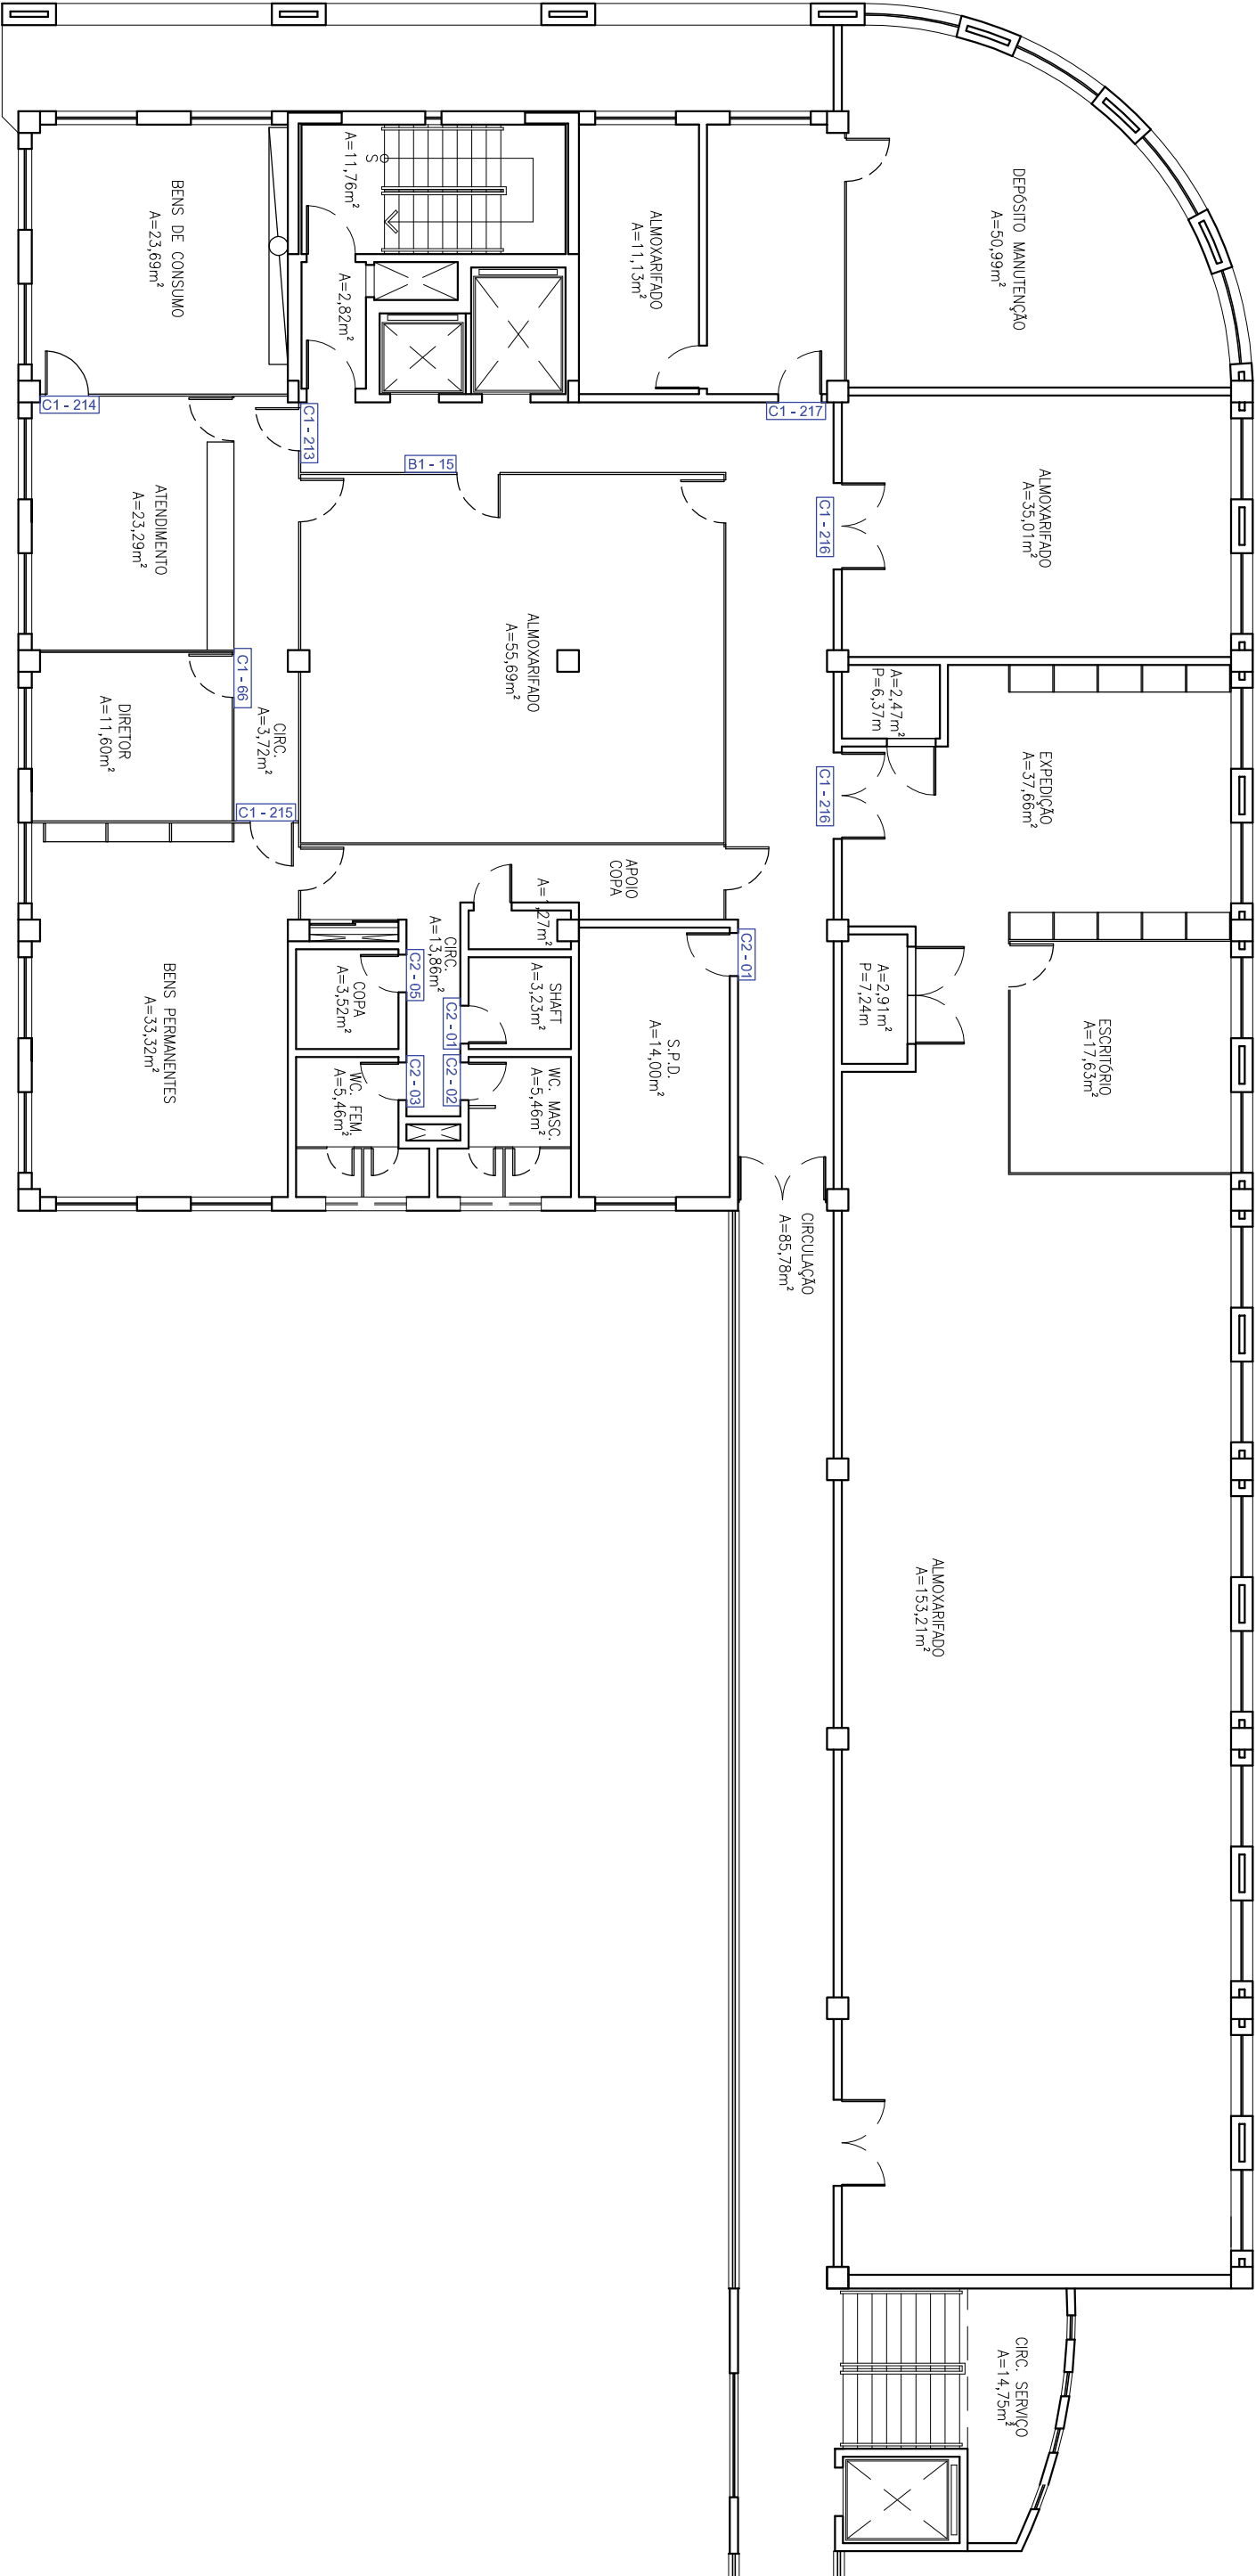 DEPÓSITO MANUTENÇÃO
A=50,99m²
ALMOXARIFADO
A=11,13m²
A=11,76m²
S
A=2,82m²
BENS DE CONSUMO
A=23,69m²
C1 - 214
C1 - 213
C1 - 217
B1 - 15
ATENDIMENTO
A=23,29m²
ALMOXARIFADO
A=35,01m²
C1 - 216
ALMOXARIFADO
A=55,69m²
C1 - 66
DIRETOR
A=11,60m²
CIRC.
A=3,72m²
C1 - 215
A=2,47m²
P=6,37m
EXPEDIÇÃO
A=37,66m²
C1 - 216
APOIO
COPA
A=1,27m²
CIRC.
A=13,86m²
C2 - 01
A=2,91m²
P=7,24m
ESCRITÓRIO
A=17,63m²
S.P.D.
A=14,00m²
SHAFT
A=3,23m²
C2 - 01
C2 - 05
COPA
A=3,52m²
BENS PERMANENTES
A=33,32m²
C2 - 02
C2 - 03
WC. MASC.
A=5,46m²
WC. FEM.
A=5,46m²
CIRCULAÇÃO
A=85,78m²
ALMOXARIFADO
A=153,21m²
CIRC. SERVIÇO
A=14,75m²